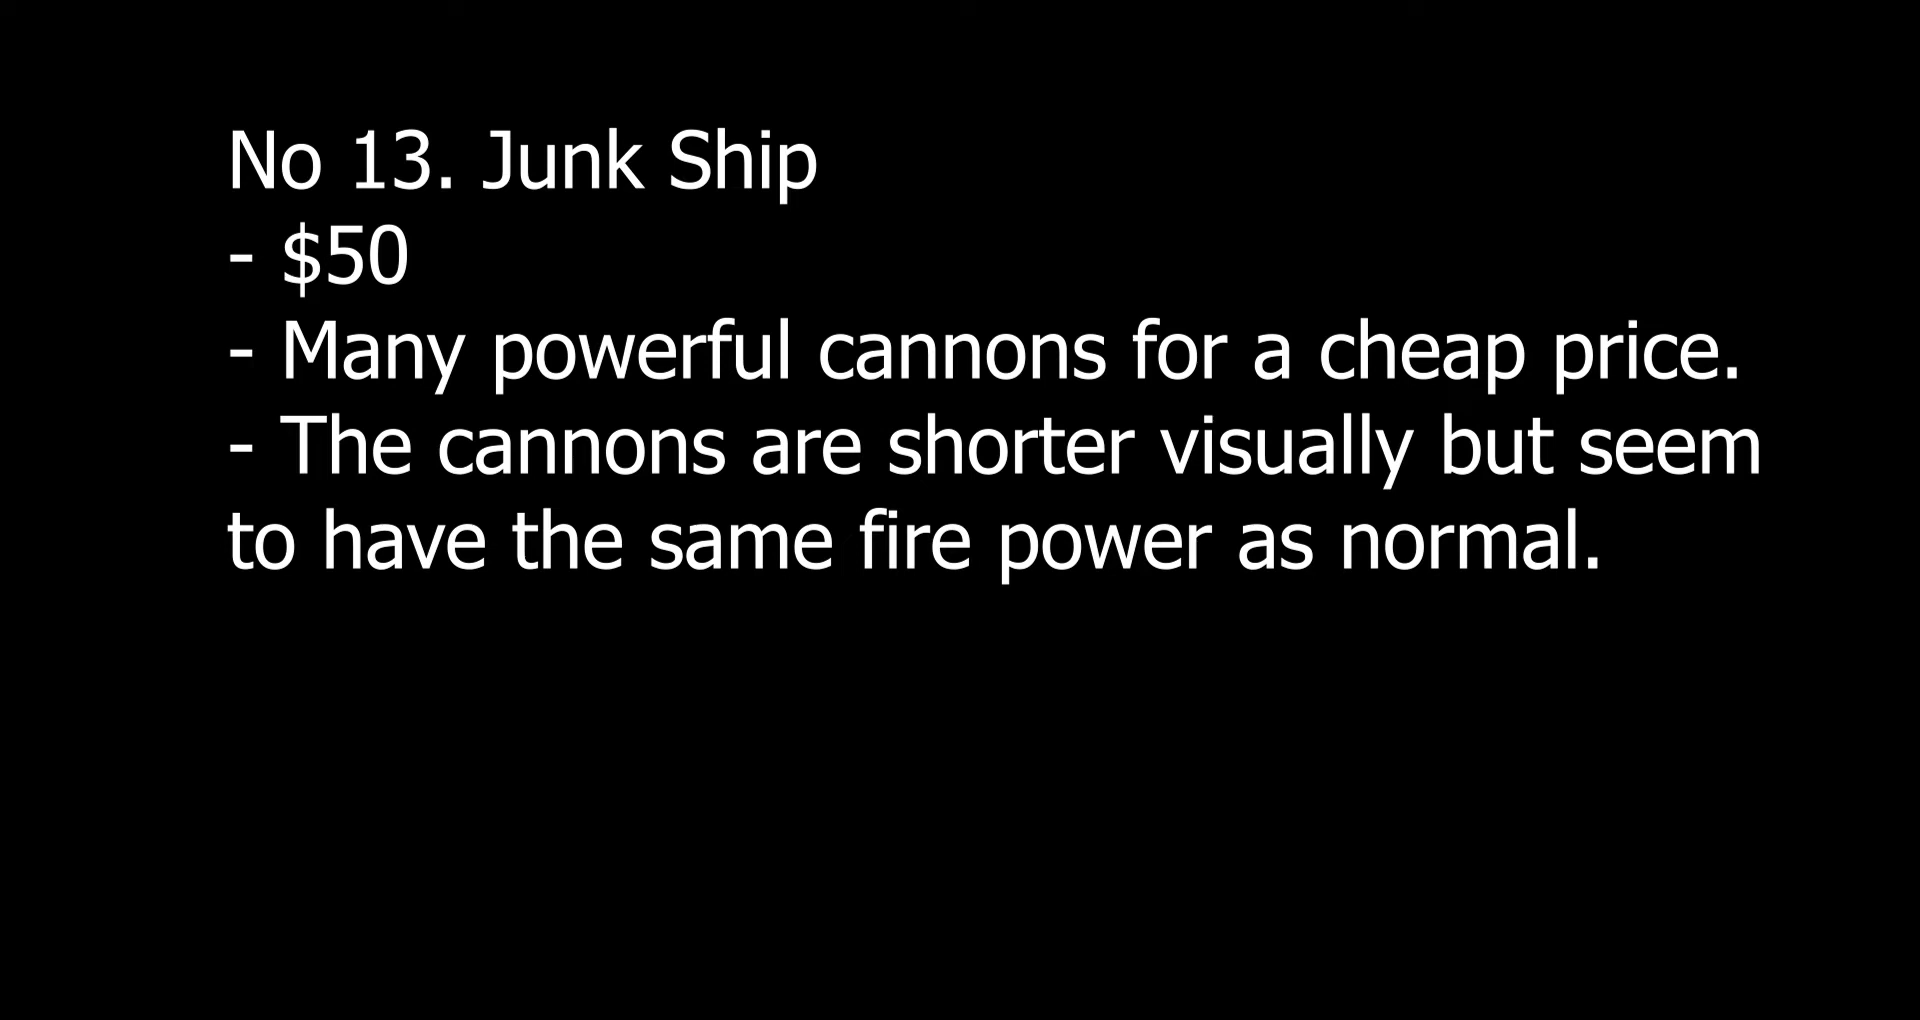 No 13. Junk Ship
- $50
- Many powerful cannons for a cheap price.
- The cannons are shorter visually but seem
to have the same fire power as normal.